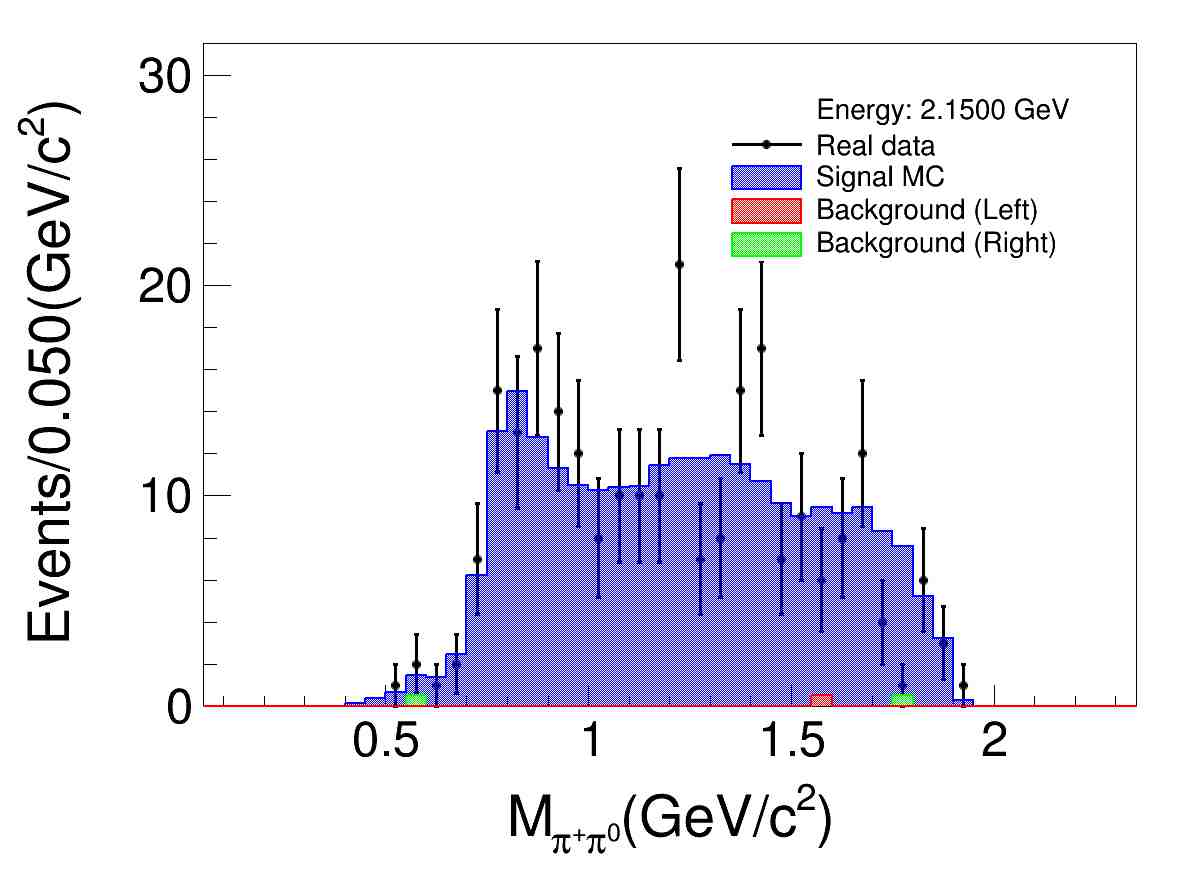 Events/0.050(GeV/c²)
30
20
10
0
Energy: 2.1500 GeV
Real data
Signal MC
Background (Left)
Background (Right)
0.5 1 1.5 2
Mπ⁺π⁰(GeV/c²)